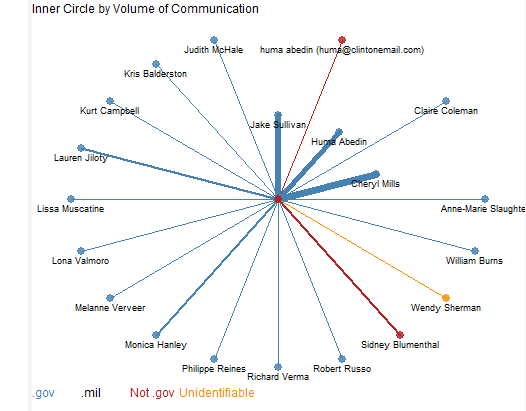 Inner Circle by Volume of Communication
Judith McHale
huma abedin (huma@clintonemail.com)
Kris Balderston
Kurt Campbell
Claire Coleman
Jake Sullivan
Huma Abedin
Lauren Jiloty
Cheryl Mills
Lissa Muscatine
Anne-Marie Slaughte
Lona Valmoro
William Burns
Melanne Verveer
Wendy Sherman
Monica Hanley
Sidney Blumenthal
Philippe Reines
Robert Russo
Richard Verma
.gov .mil Not .gov Unidentifiable